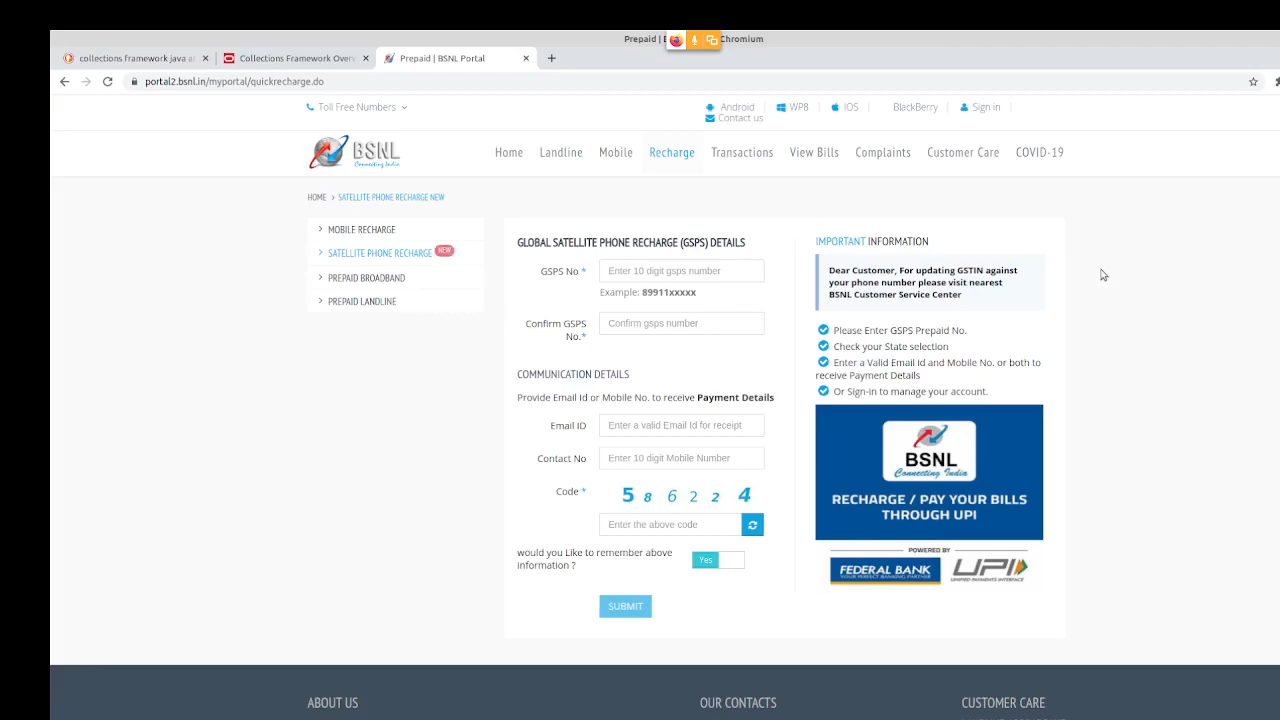 Prepaid | Chromium
collections framework java a
Collections Framework Over
Prepaid | BSNL Portal
portal2.bsnl.in/myportal/quickrecharge.do
Toll Free Numbers
Android
WP8
IOS
BlackBerry
Sign in
Contact us
BSNL
Connecting India
Home Landline Mobile Recharge Transactions View Bills Complaints Customer Care COVID-19
HOME > SATELLITE PHONE RECHARGE NEW
MOBILE RECHARGE
SATELLITE PHONE RECHARGE NEW
PREPAID BROADBAND
PREPAID LANDLINE
GLOBAL SATELLITE PHONE RECHARGE (GSPS) DETAILS
GSPS No *
Enter 10 digit gsps number
Example: 89911xxxxx
Confirm GSPS
No.*
Confirm gsps number
COMMUNICATION DETAILS
Provide Email Id or Mobile No. to receive Payment Details
Email ID
Enter a valid Email Id for receipt
Contact No
Enter 10 digit Mobile Number
Code *
5 8 6 2 2 4
Enter the above code
would you Like to remember above
information ?
Yes
SUBMIT
IMPORTANT INFORMATION
Dear Customer, For updating GSTIN against
your phone number please visit nearest
BSNL Customer Service Center
Please Enter GSPS Prepaid No.
Check your State selection
Enter a Valid Email Id and Mobile No. or both to
receive Payment Details
Or Sign-in to manage your account.
BSNL
Connecting India
RECHARGE / PAY YOUR BILLS
THROUGH UPI
POWERED BY
FEDERAL BANK
YOUR PERFECT BANKING PARTNER
UPI
UNIFIED PAYMENTS INTERFACE
ABOUT US
OUR CONTACTS
CUSTOMER CARE